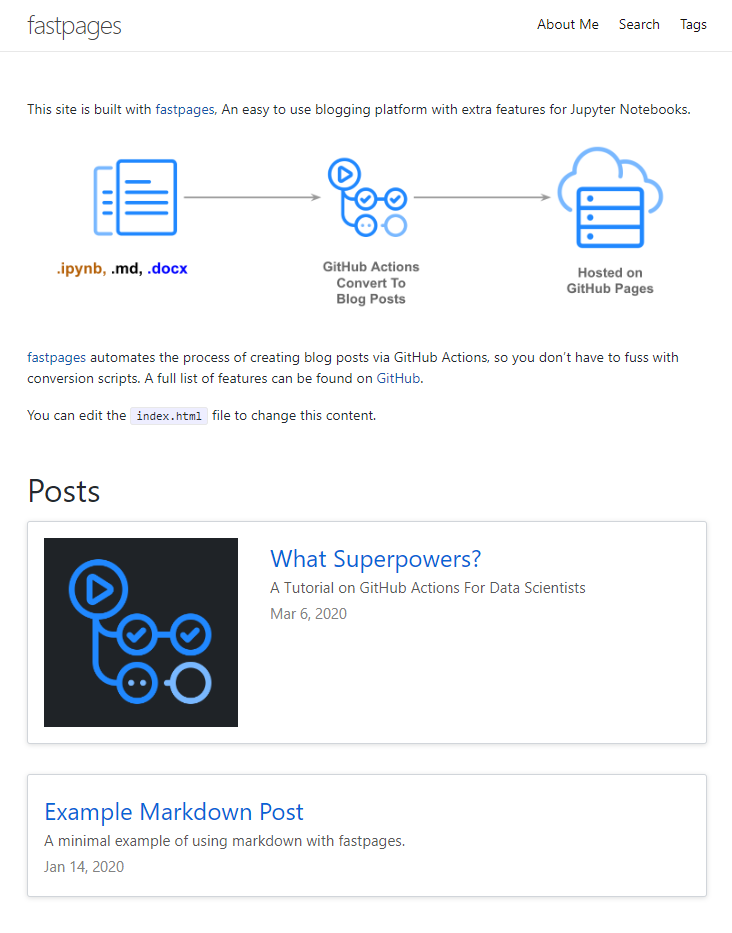 fastpages
About Me Search Tags
This site is built with fastpages, An easy to use blogging platform with extra features for Jupyter Notebooks.
.ipynb, .md, .docx
GitHub Actions
Convert To
Blog Posts
Hosted on
GitHub Pages
fastpages automates the process of creating blog posts via GitHub Actions, so you don't have to fuss with
conversion scripts. A full list of features can be found on GitHub.
You can edit the index.html file to change this content.
Posts
What Superpowers?
A Tutorial on GitHub Actions For Data Scientists
Mar 6, 2020
Example Markdown Post
A minimal example of using markdown with fastpages.
Jan 14, 2020